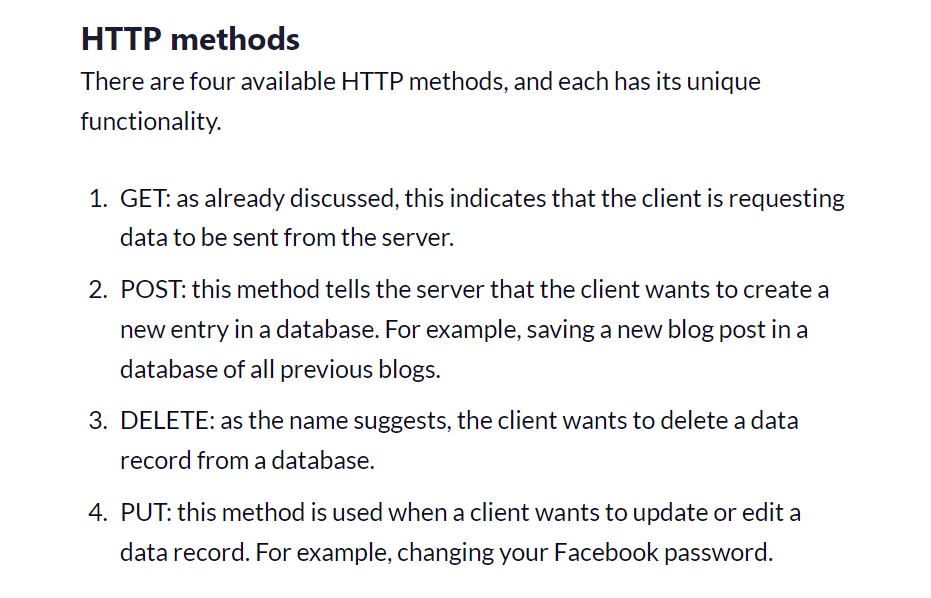 HTTP methods
There are four available HTTP methods, and each has its unique
functionality.
1. GET: as already discussed, this indicates that the client is requesting
data to be sent from the server.
2. POST: this method tells the server that the client wants to create a
new entry in a database. For example, saving a new blog post in a
database of all previous blogs.
3. DELETE: as the name suggests, the client wants to delete a data
record from a database.
4. PUT: this method is used when a client wants to update or edit a
data record. For example, changing your Facebook password.